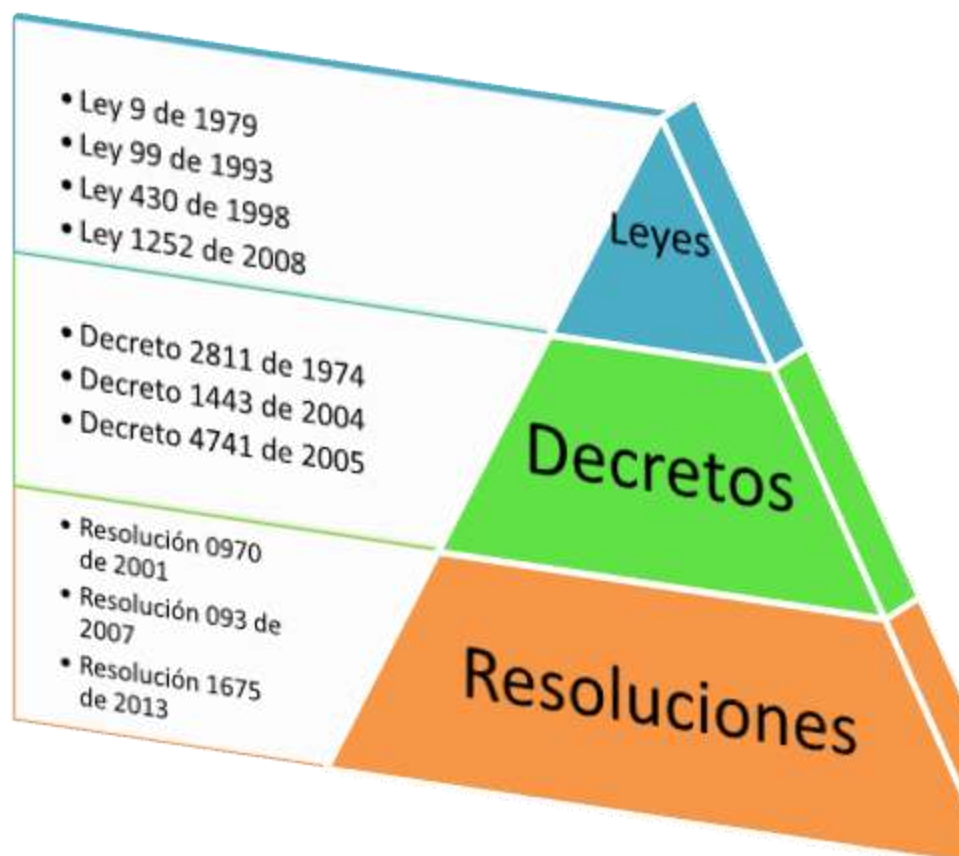 • Ley 9 de 1979
• Ley 99 de 1993
• Ley 430 de 1998
• Ley 1252 de 2008
Leyes
• Decreto 2811 de 1974
• Decreto 1443 de 2004
• Decreto 4741 de 2005
Decretos
• Resolución 0970
de 2001
• Resolución 093 de
2007
• Resolución 1675
de 2013
Resoluciones